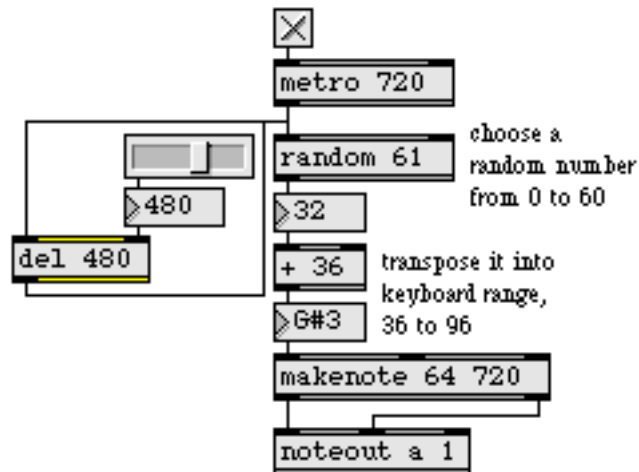 metro 720
random 61
choose a
random number
from 0 to 60
480
32
del 480
+ 36
transpose it into
keyboard range,
36 to 96
G#3
makenote 64 720
noteout a 1